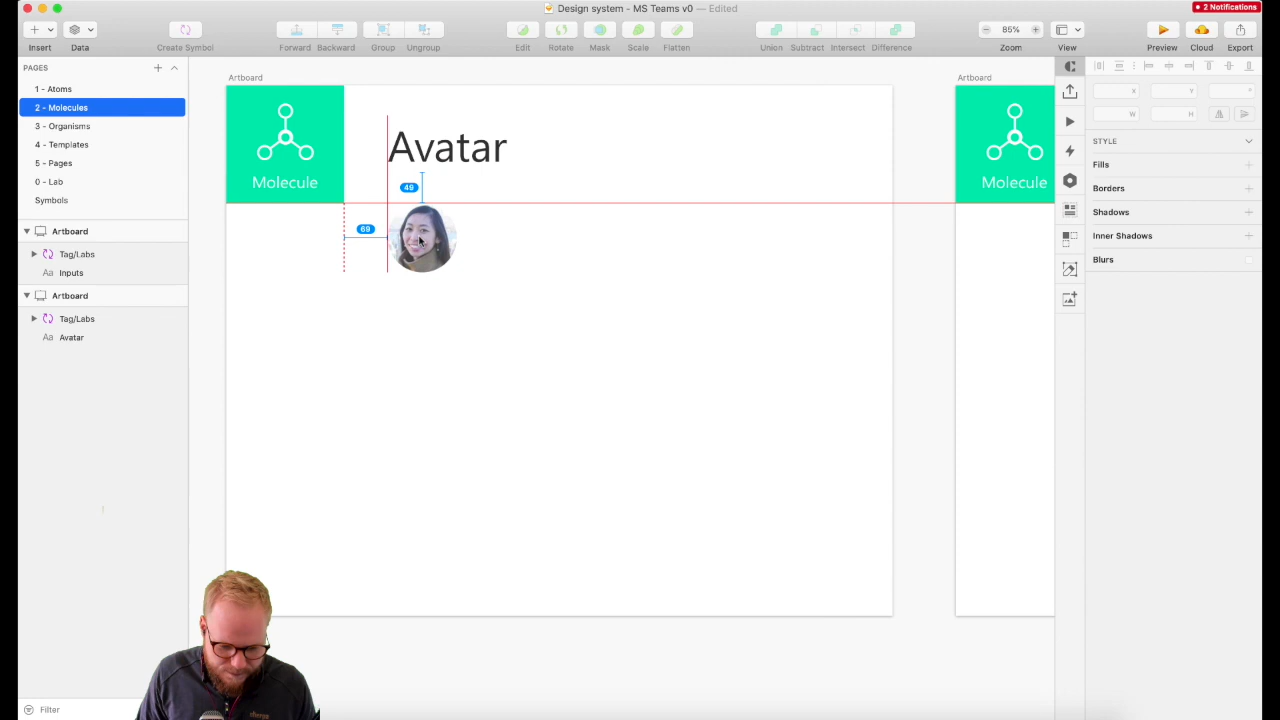 Design system - MS Teams v0 — Edited
2 Notifications
Insert
Data
Create Symbol
Forward
Backward
Group
Ungroup
Edit
Rotate
Mask
Scale
Flatten
Union
Subtract
Intersect
Difference
85%
Zoom
View
Preview
Cloud
Export
PAGES
1 - Atoms
2 - Molecules
3 - Organisms
4 - Templates
5 - Pages
0 - Lab
Symbols
Artboard
Tag/Labs
Aa Inputs
Artboard
Tag/Labs
Aa Avatar
Filter
Artboard
Molecule
Avatar
49
69
Artboard
Molecule
X
Y
°
W
H
STYLE
Fills
Borders
Shadows
Inner Shadows
Blurs